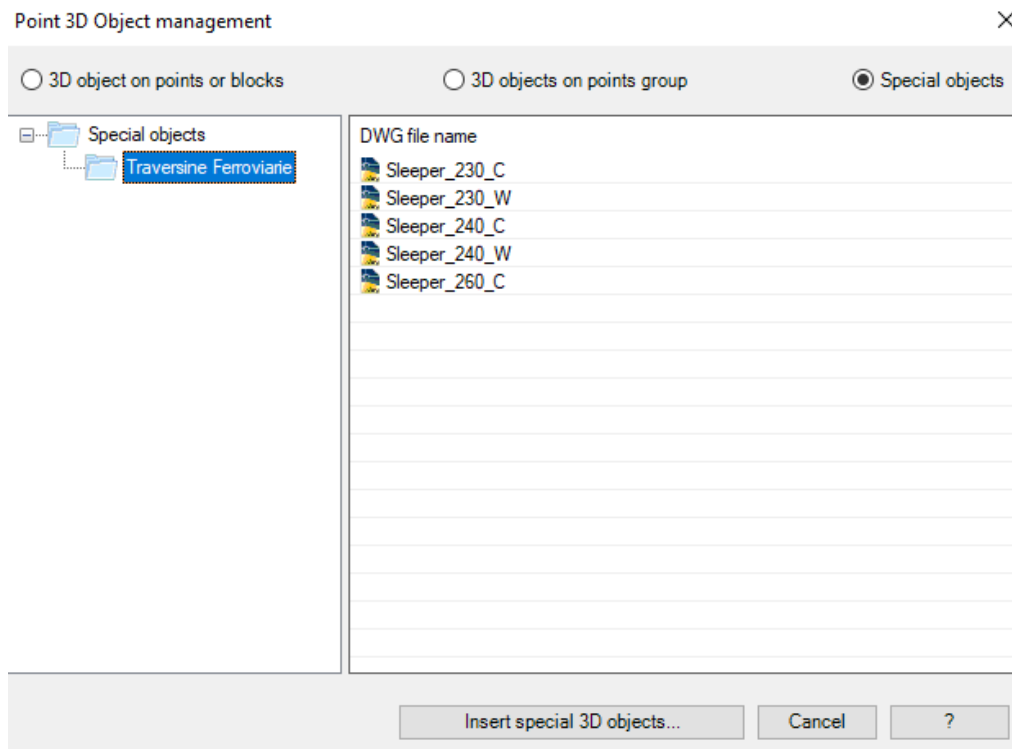 Point 3D Object management
3D object on points or blocks
3D objects on points group
Special objects
Special objects
Traversine Ferroviarie
DWG file name
Sleeper_230_C
Sleeper_230_W
Sleeper_240_C
Sleeper_240_W
Sleeper_260_C
Insert special 3D objects...
Cancel
?